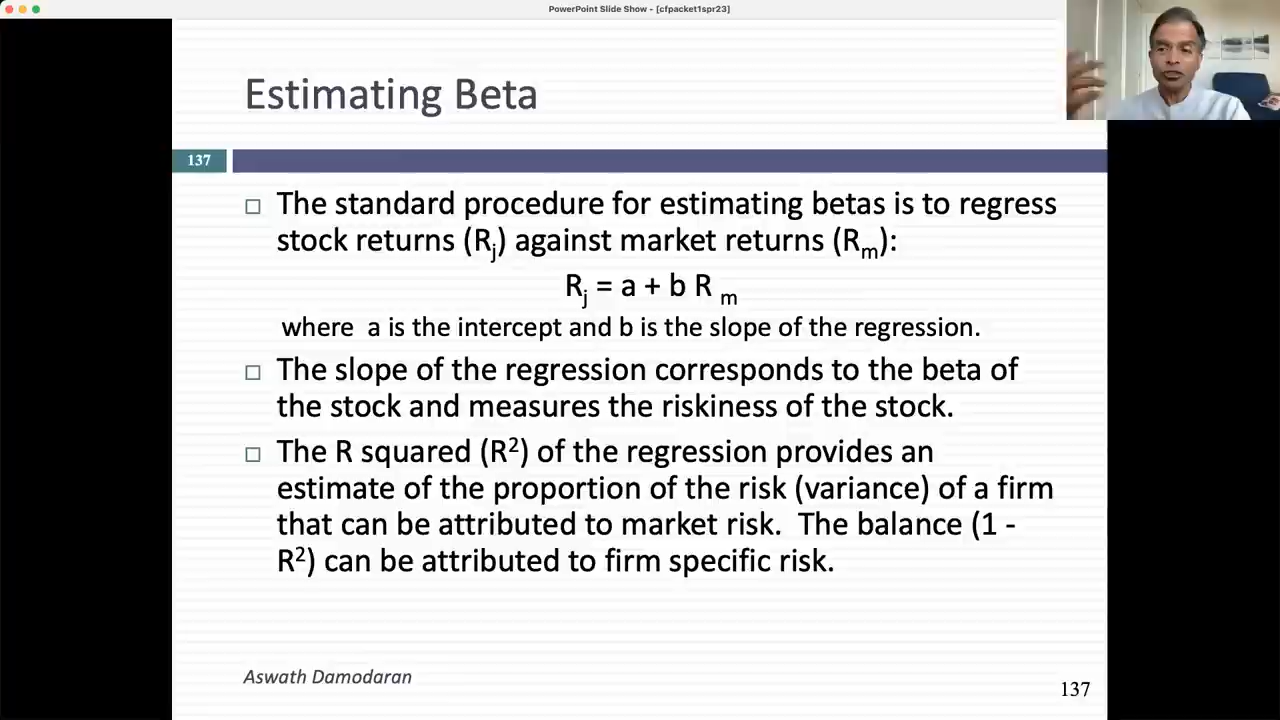 PowerPoint Slide Show - [cfpacket1spr23]
Estimating Beta
137
□ The standard procedure for estimating betas is to regress
stock returns (Rj) against market returns (Rm):
Rj = a + b R m
where a is the intercept and b is the slope of the regression.
□ The slope of the regression corresponds to the beta of
the stock and measures the riskiness of the stock.
□ The R squared (R²) of the regression provides an
estimate of the proportion of the risk (variance) of a firm
that can be attributed to market risk. The balance (1 -
R²) can be attributed to firm specific risk.
Aswath Damodaran
137